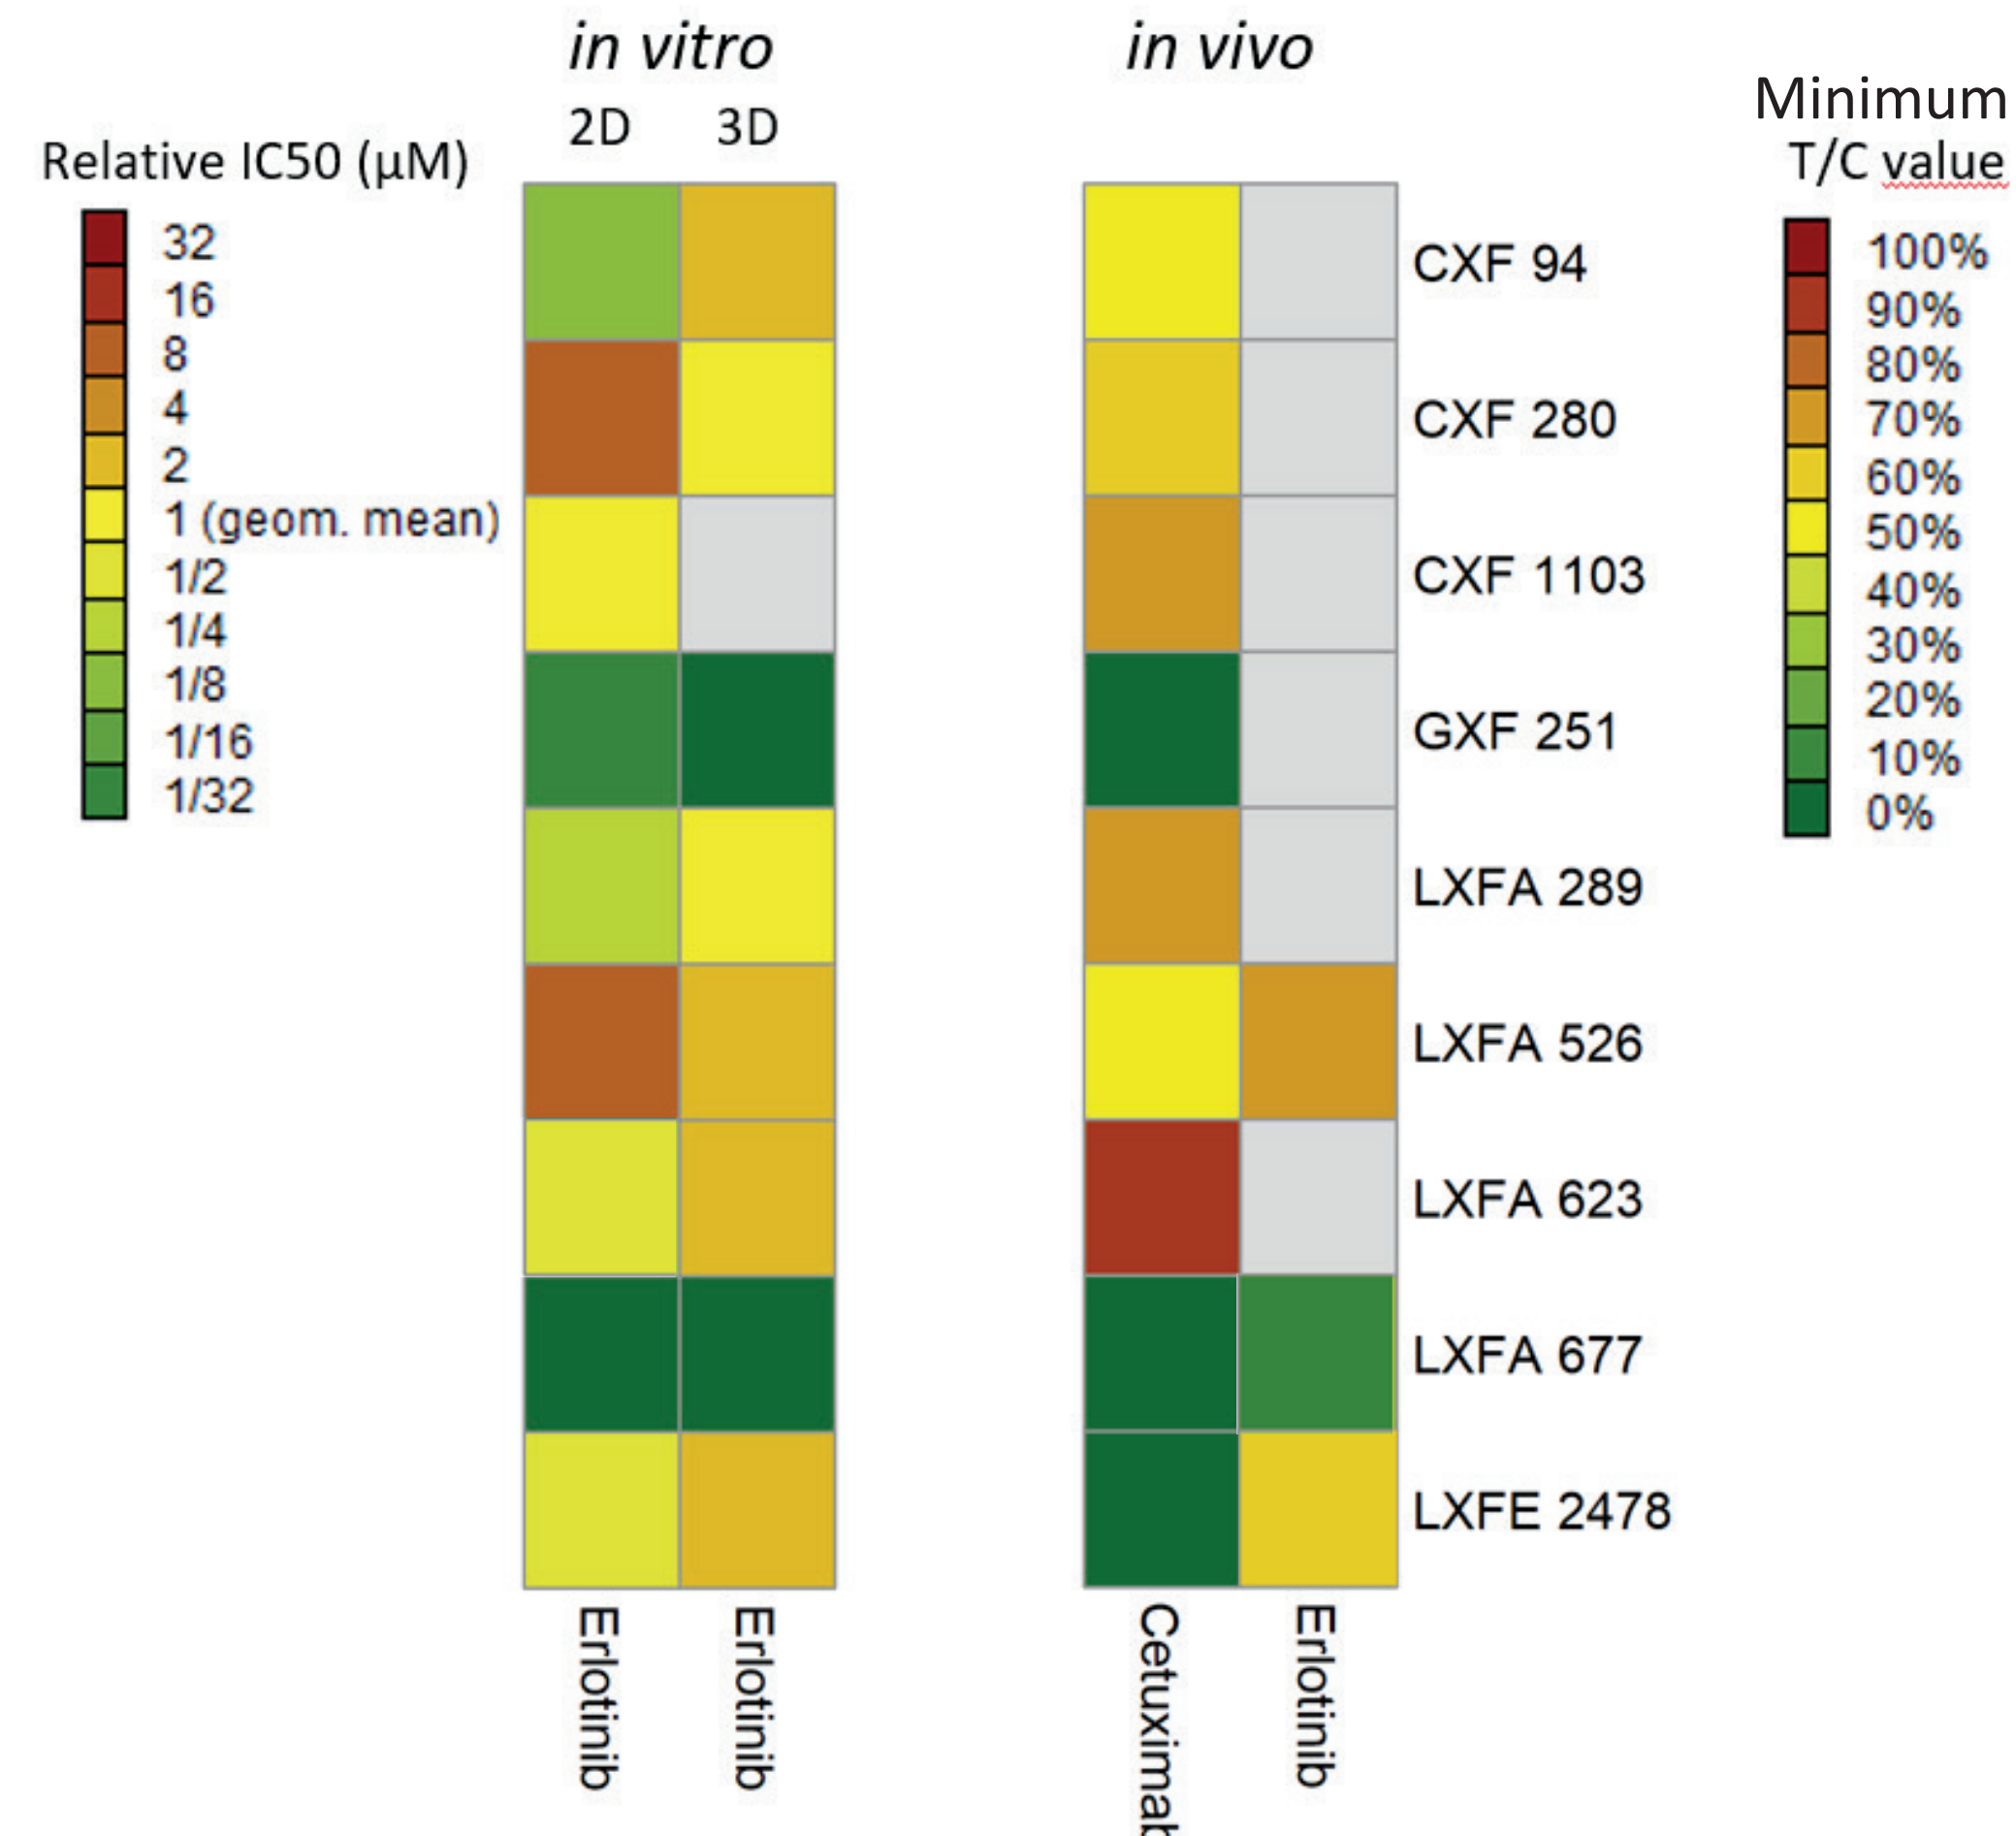 in vitro
in vivo
2D 3D
Relative IC50 (µM)
32
16
8
4
2
1 (geom. mean)
1/2
1/4
1/8
1/16
1/32
CXF 94
CXF 280
CXF 1103
GXF 251
LXFA 289
LXFA 526
LXFA 623
LXFA 677
LXFE 2478
Minimum
T/C value
100%
90%
80%
70%
60%
50%
40%
30%
20%
10%
0%
Erlotinib
Erlotinib
Cetuximab
Erlotinib